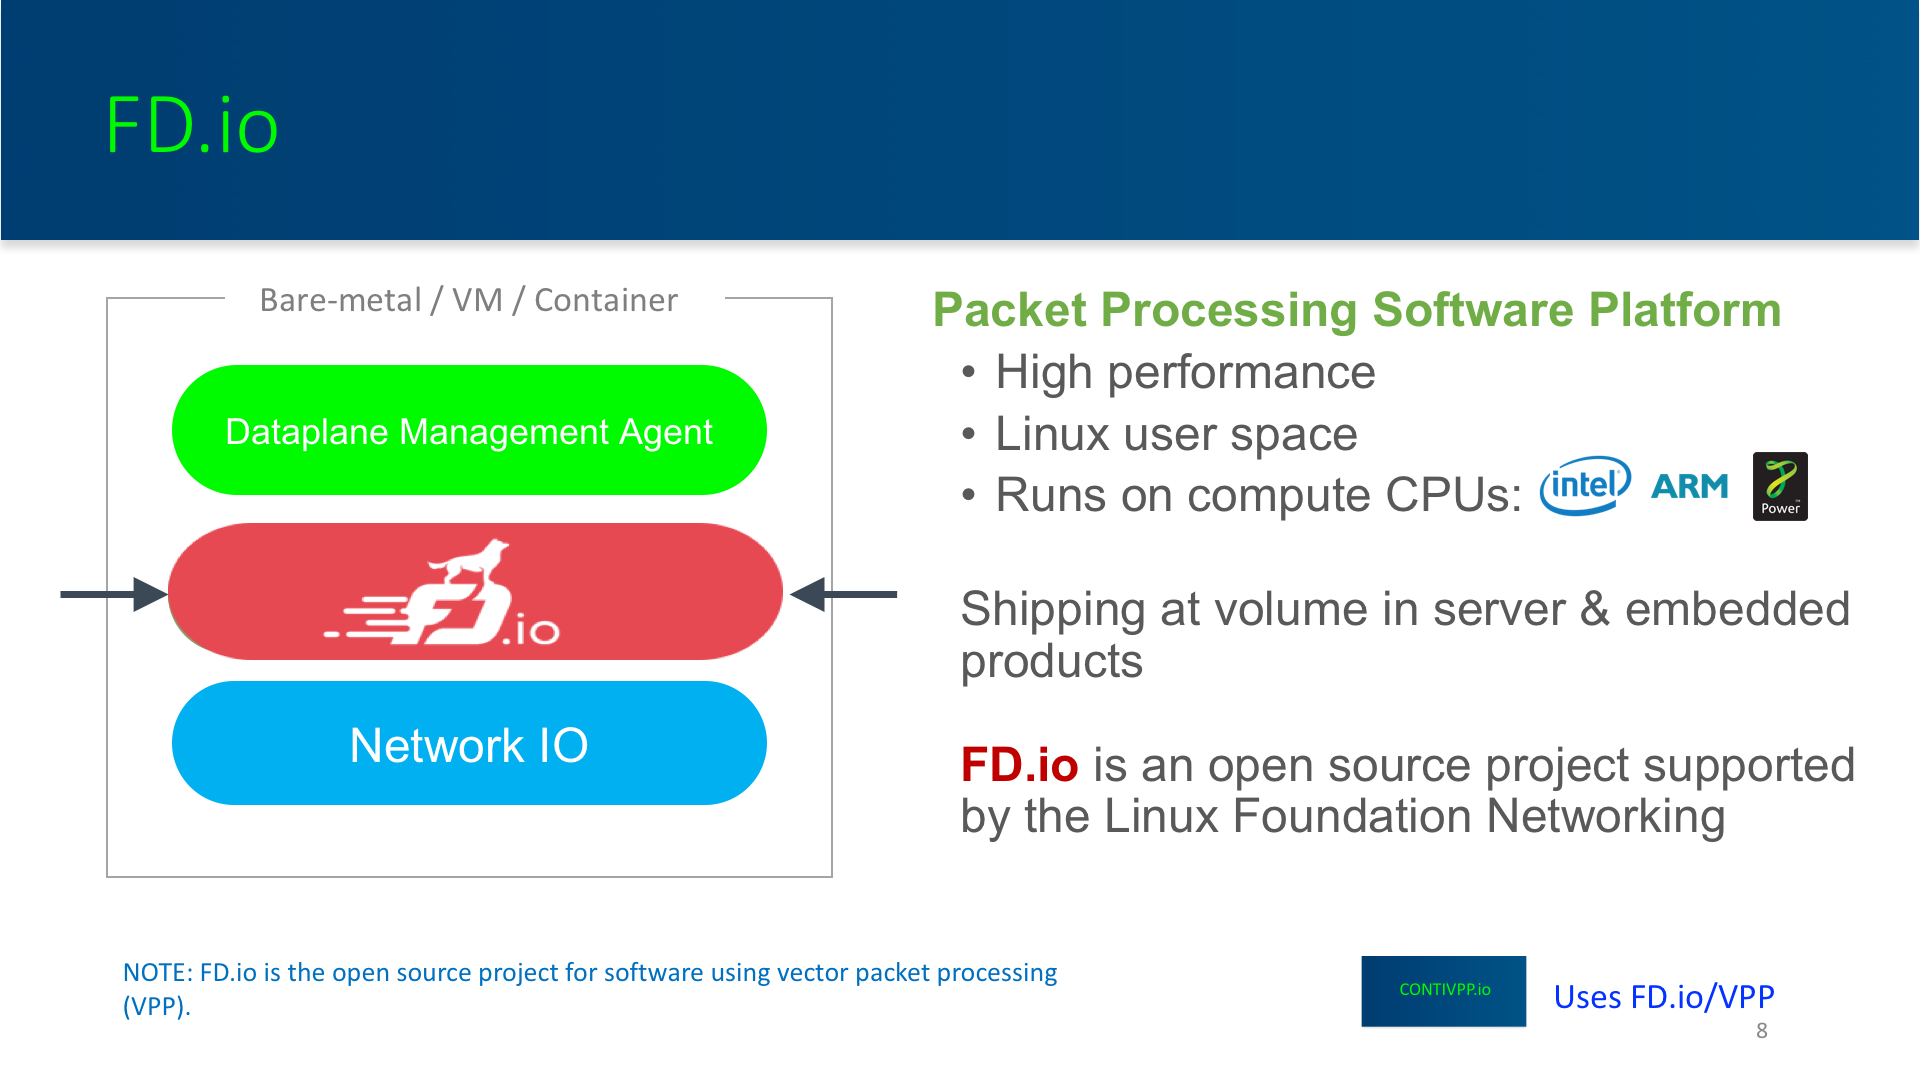 FD.io
Bare-metal / VM / Container
Dataplane Management Agent
FD.io
Network IO
Packet Processing Software Platform
• High performance
• Linux user space
• Runs on compute CPUs: intel ARM Power™
Shipping at volume in server & embedded
products
FD.io is an open source project supported
by the Linux Foundation Networking
NOTE: FD.io is the open source project for software using vector packet processing
(VPP).
CONTIVPP.io
Uses FD.io/VPP
8